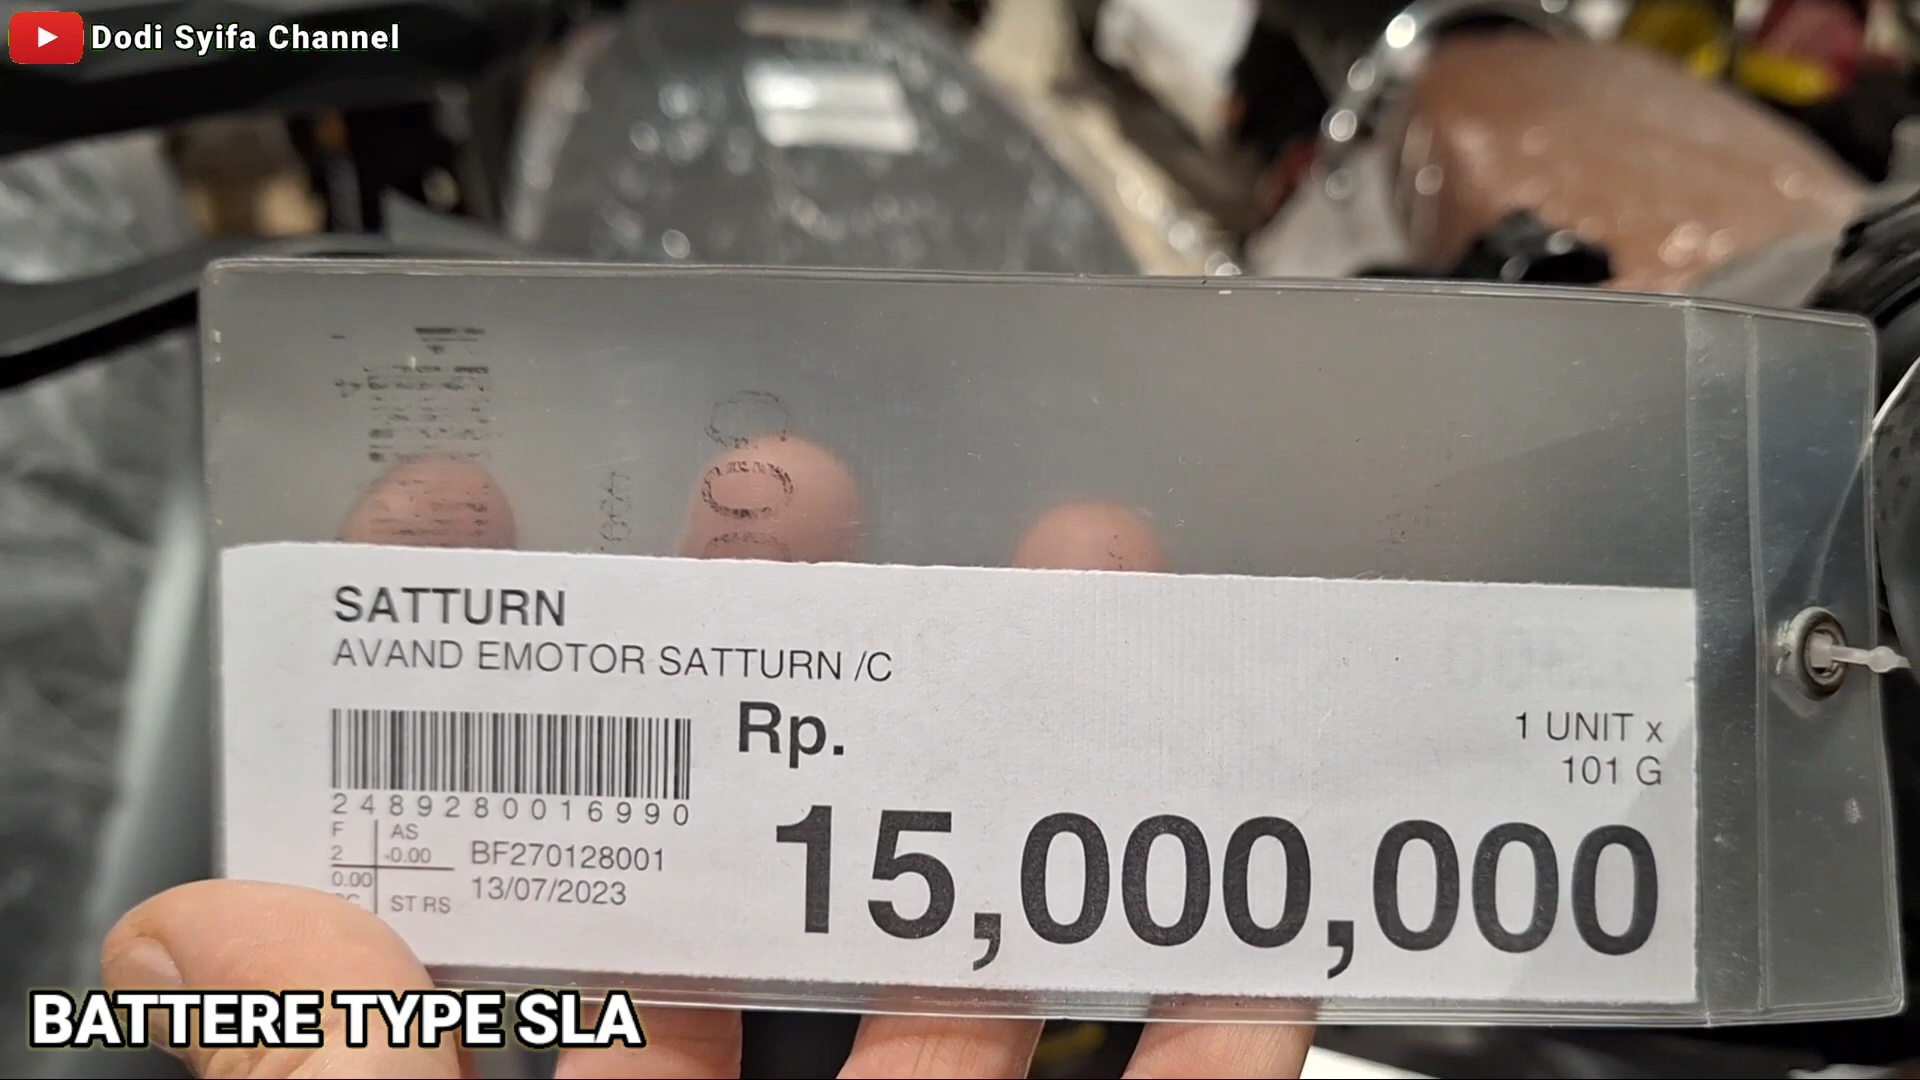 Dodi Syifa Channel
SATTURN
AVAND EMOTOR SATTURN /C
Rp.
1 UNIT x
101 G
15,000,000
2489280016990
F
AS
2
-0.00
BF270128001
0.00
ST RS
13/07/2023
BATTERE TYPE SLA